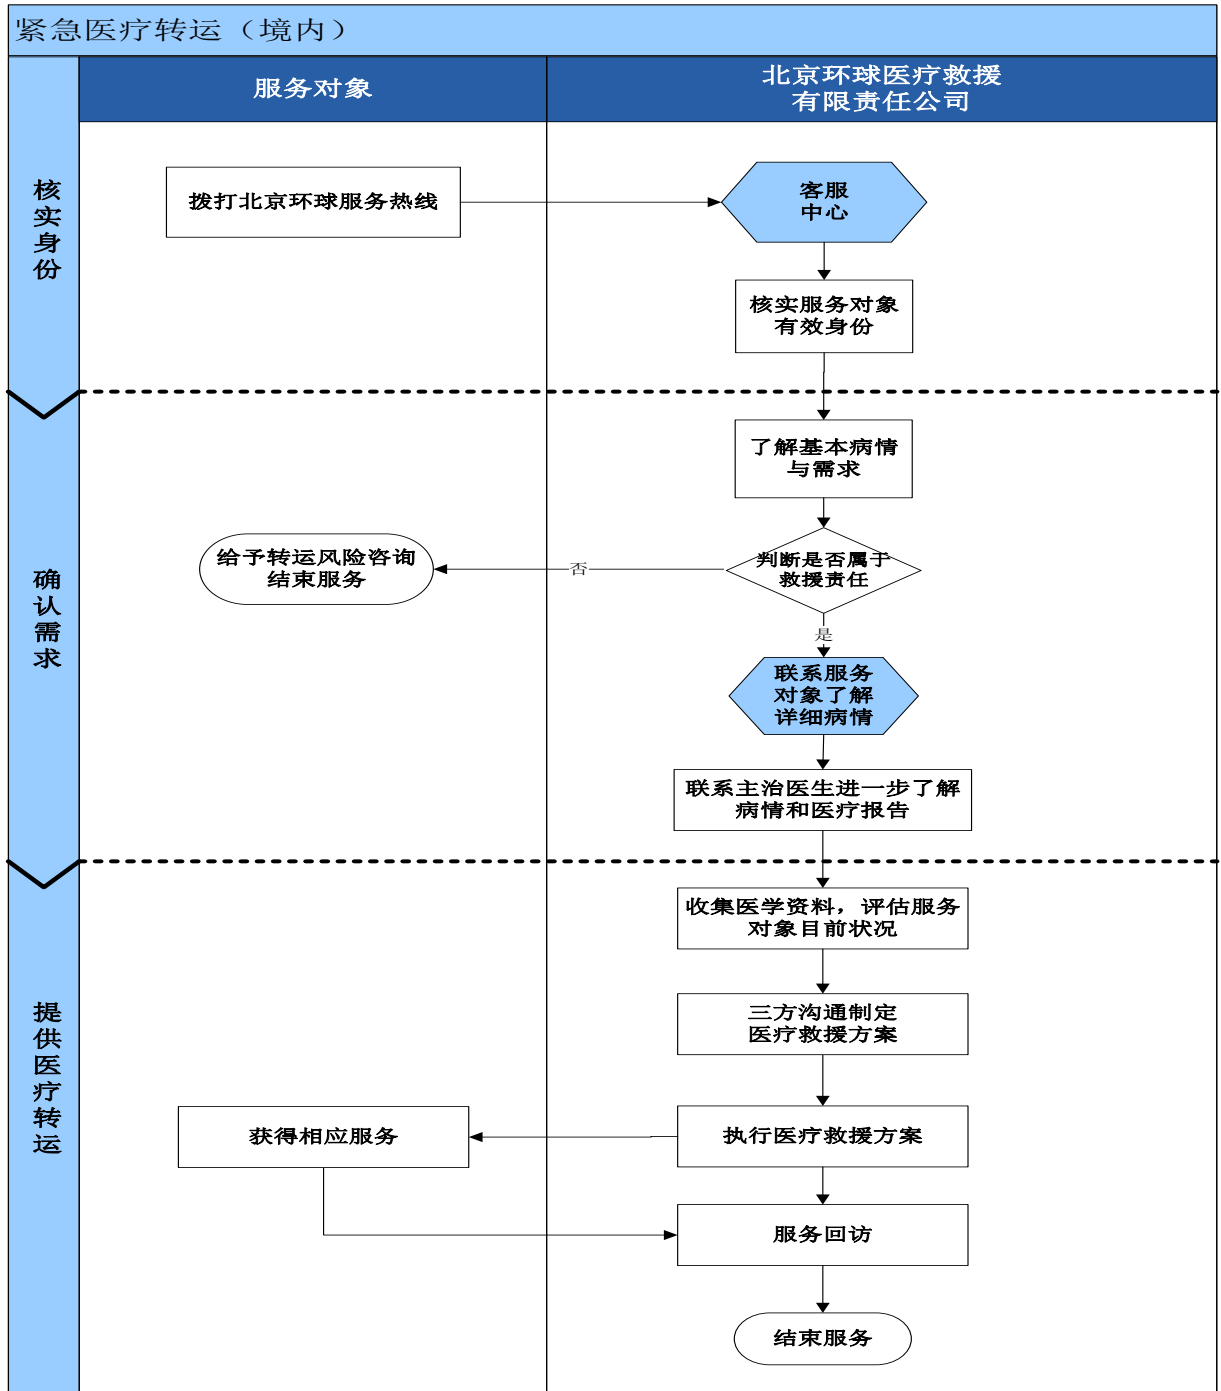 紧急医疗转运（境内）
服务对象
北京环球医疗救援
有限责任公司
核实身份
拨打北京环球服务热线
客服
中心
核实服务对象
有效身份
确认需求
了解基本病情
与需求
判断是否属于
救援责任
否
给予转运风险咨询
结束服务
是
联系服务
对象了解
详细病情
联系主治医生进一步了解
病情和医疗报告
提供医疗转运
收集医学资料，评估服务
对象目前状况
三方沟通制定
医疗救援方案
执行医疗救援方案
获得相应服务
服务回访
结束服务